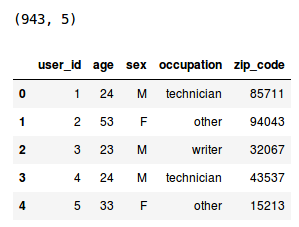 (943, 5)
user_id age sex occupation zip_code
0 1 24 M technician 85711
1 2 53 F other 94043
2 3 23 M writer 32067
3 4 24 M technician 43537
4 5 33 F other 15213